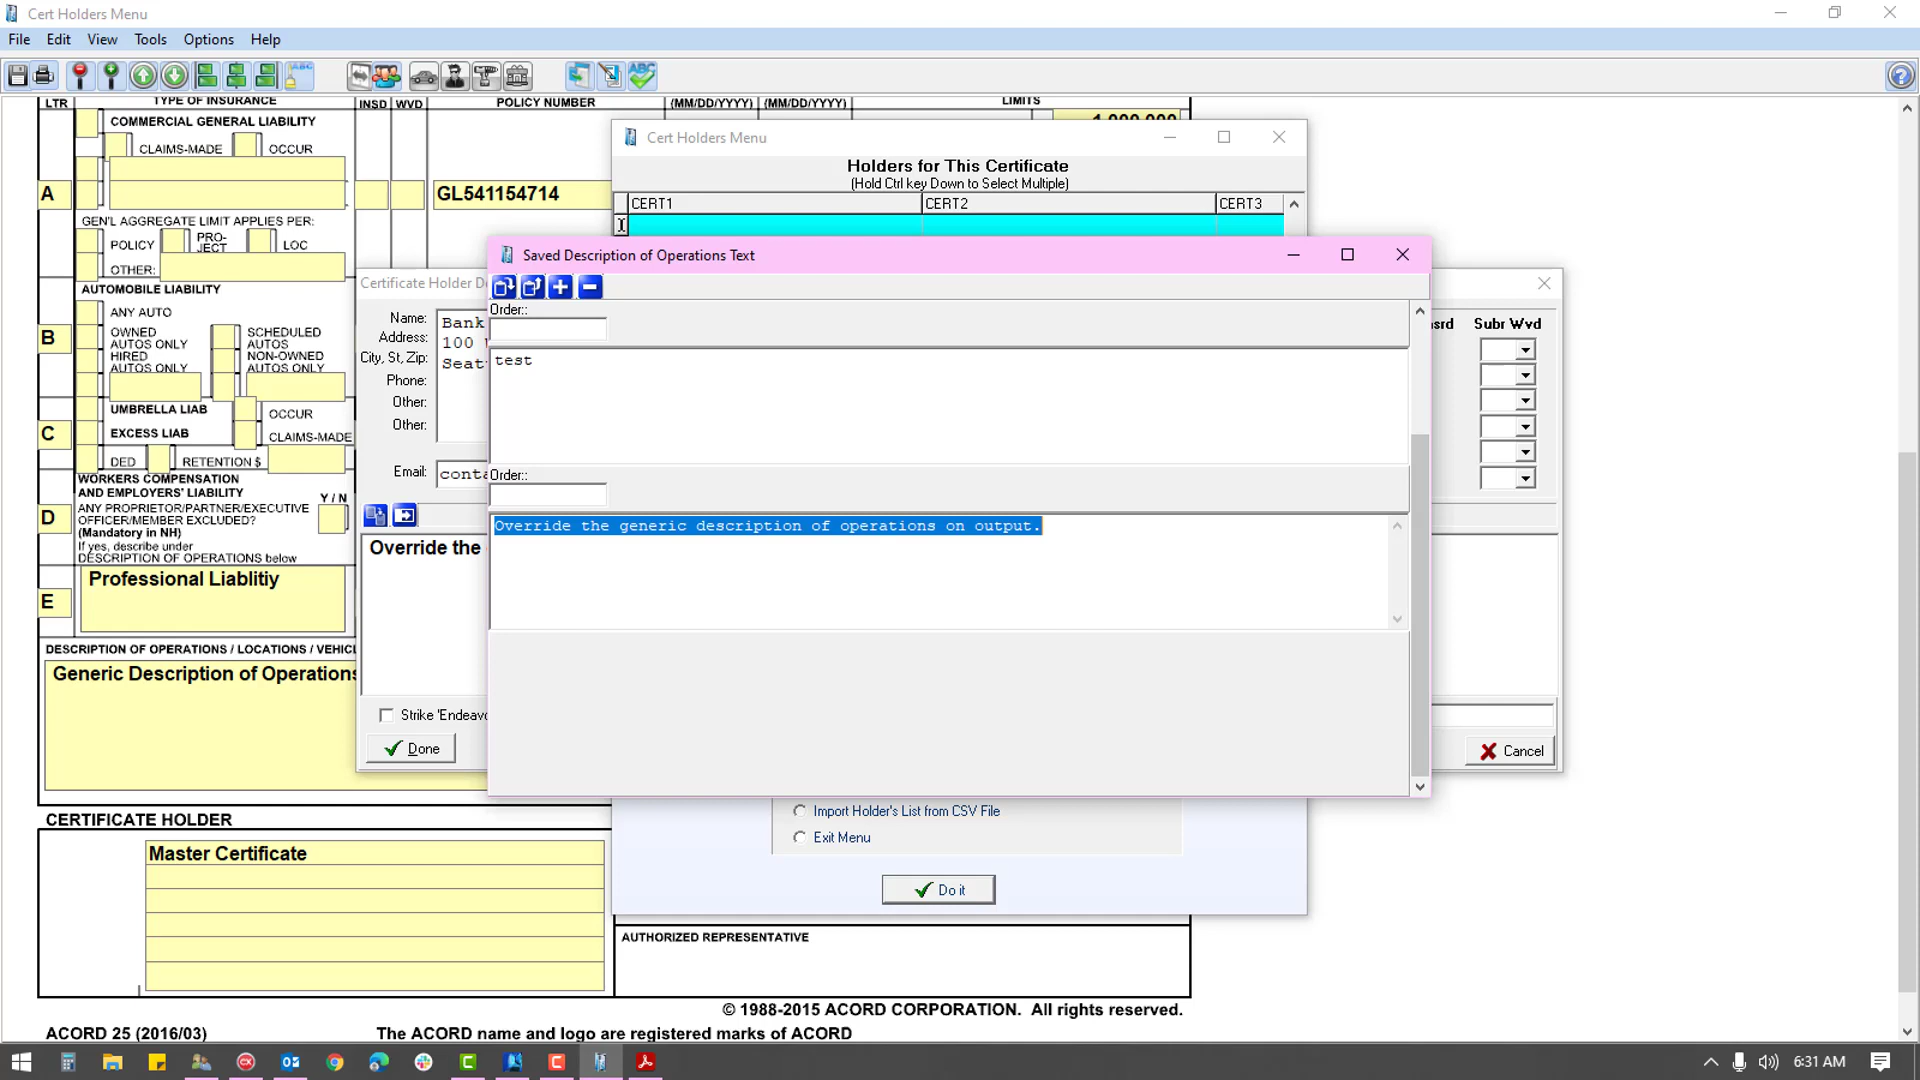 Cert Holders Menu
File Edit View Tools Options Help
LTR TYPE OF INSURANCE INSD WVD POLICY NUMBER (MM/DD/YYYY) (MM/DD/YYYY) LIMITS
COMMERCIAL GENERAL LIABILITY
CLAIMS-MADE OCCUR
A
GL541154714
GEN'L AGGREGATE LIMIT APPLIES PER:
POLICY PRO-JECT LOC
OTHER:
AUTOMOBILE LIABILITY
ANY AUTO
B
OWNED AUTOS ONLY SCHEDULED AUTOS
HIRED AUTOS ONLY NON-OWNED AUTOS ONLY
UMBRELLA LIAB OCCUR
C
EXCESS LIAB CLAIMS-MADE
DED RETENTION $
WORKERS COMPENSATION
AND EMPLOYERS' LIABILITY Y / N
D
ANY PROPRIETOR/PARTNER/EXECUTIVE
OFFICER/MEMBER EXCLUDED?
(Mandatory in NH)
If yes, describe under
DESCRIPTION OF OPERATIONS below
Professional Liablitiy
E
DESCRIPTION OF OPERATIONS / LOCATIONS /
Generic Description of Operations
CERTIFICATE HOLDER
Master Certificate
AUTHORIZED REPRESENTATIVE
© 1988-2015 ACORD CORPORATION. All rights reserved.
ACORD 25 (2016/03) The ACORD name and logo are registered marks of ACORD
Cert Holders Menu
Holders for This Certificate
(Hold Ctrl key Down to Select Multiple)
CERT1 CERT2 CERT3
Import Holder's List from CSV File
Exit Menu
Do it
Certificate Holder
Name: Bank
Address: 100
City, St, Zip:
Phone:
Other:
Other:
Email:
Subr Wvd
Override the
Strike
Done
Cancel
Saved Description of Operations Text
Order::
test
Order::
Override the generic description of operations on output.
6:31 AM